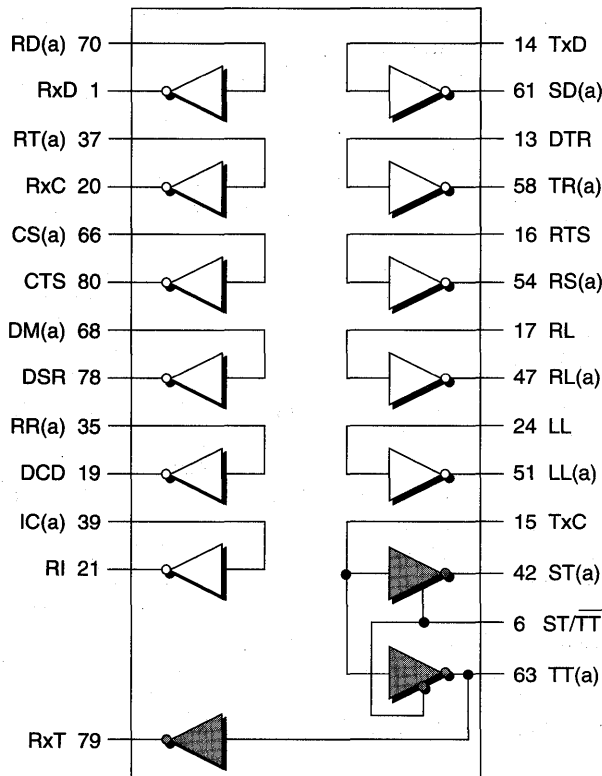 RD(a) 70
RxD 1
RT(a) 37
RxC 20
CS(a) 66
CTS 80
DM(a) 68
DSR 78
RR(a) 35
DCD 19
IC(a) 39
RI 21
RxT 79
14 TxD
61 SD(a)
13 DTR
58 TR(a)
16 RTS
54 RS(a)
17 RL
47 RL(a)
24 LL
51 LL(a)
15 TxC
42 ST(a)
6 ST/T̅T̅
63 TT(a)